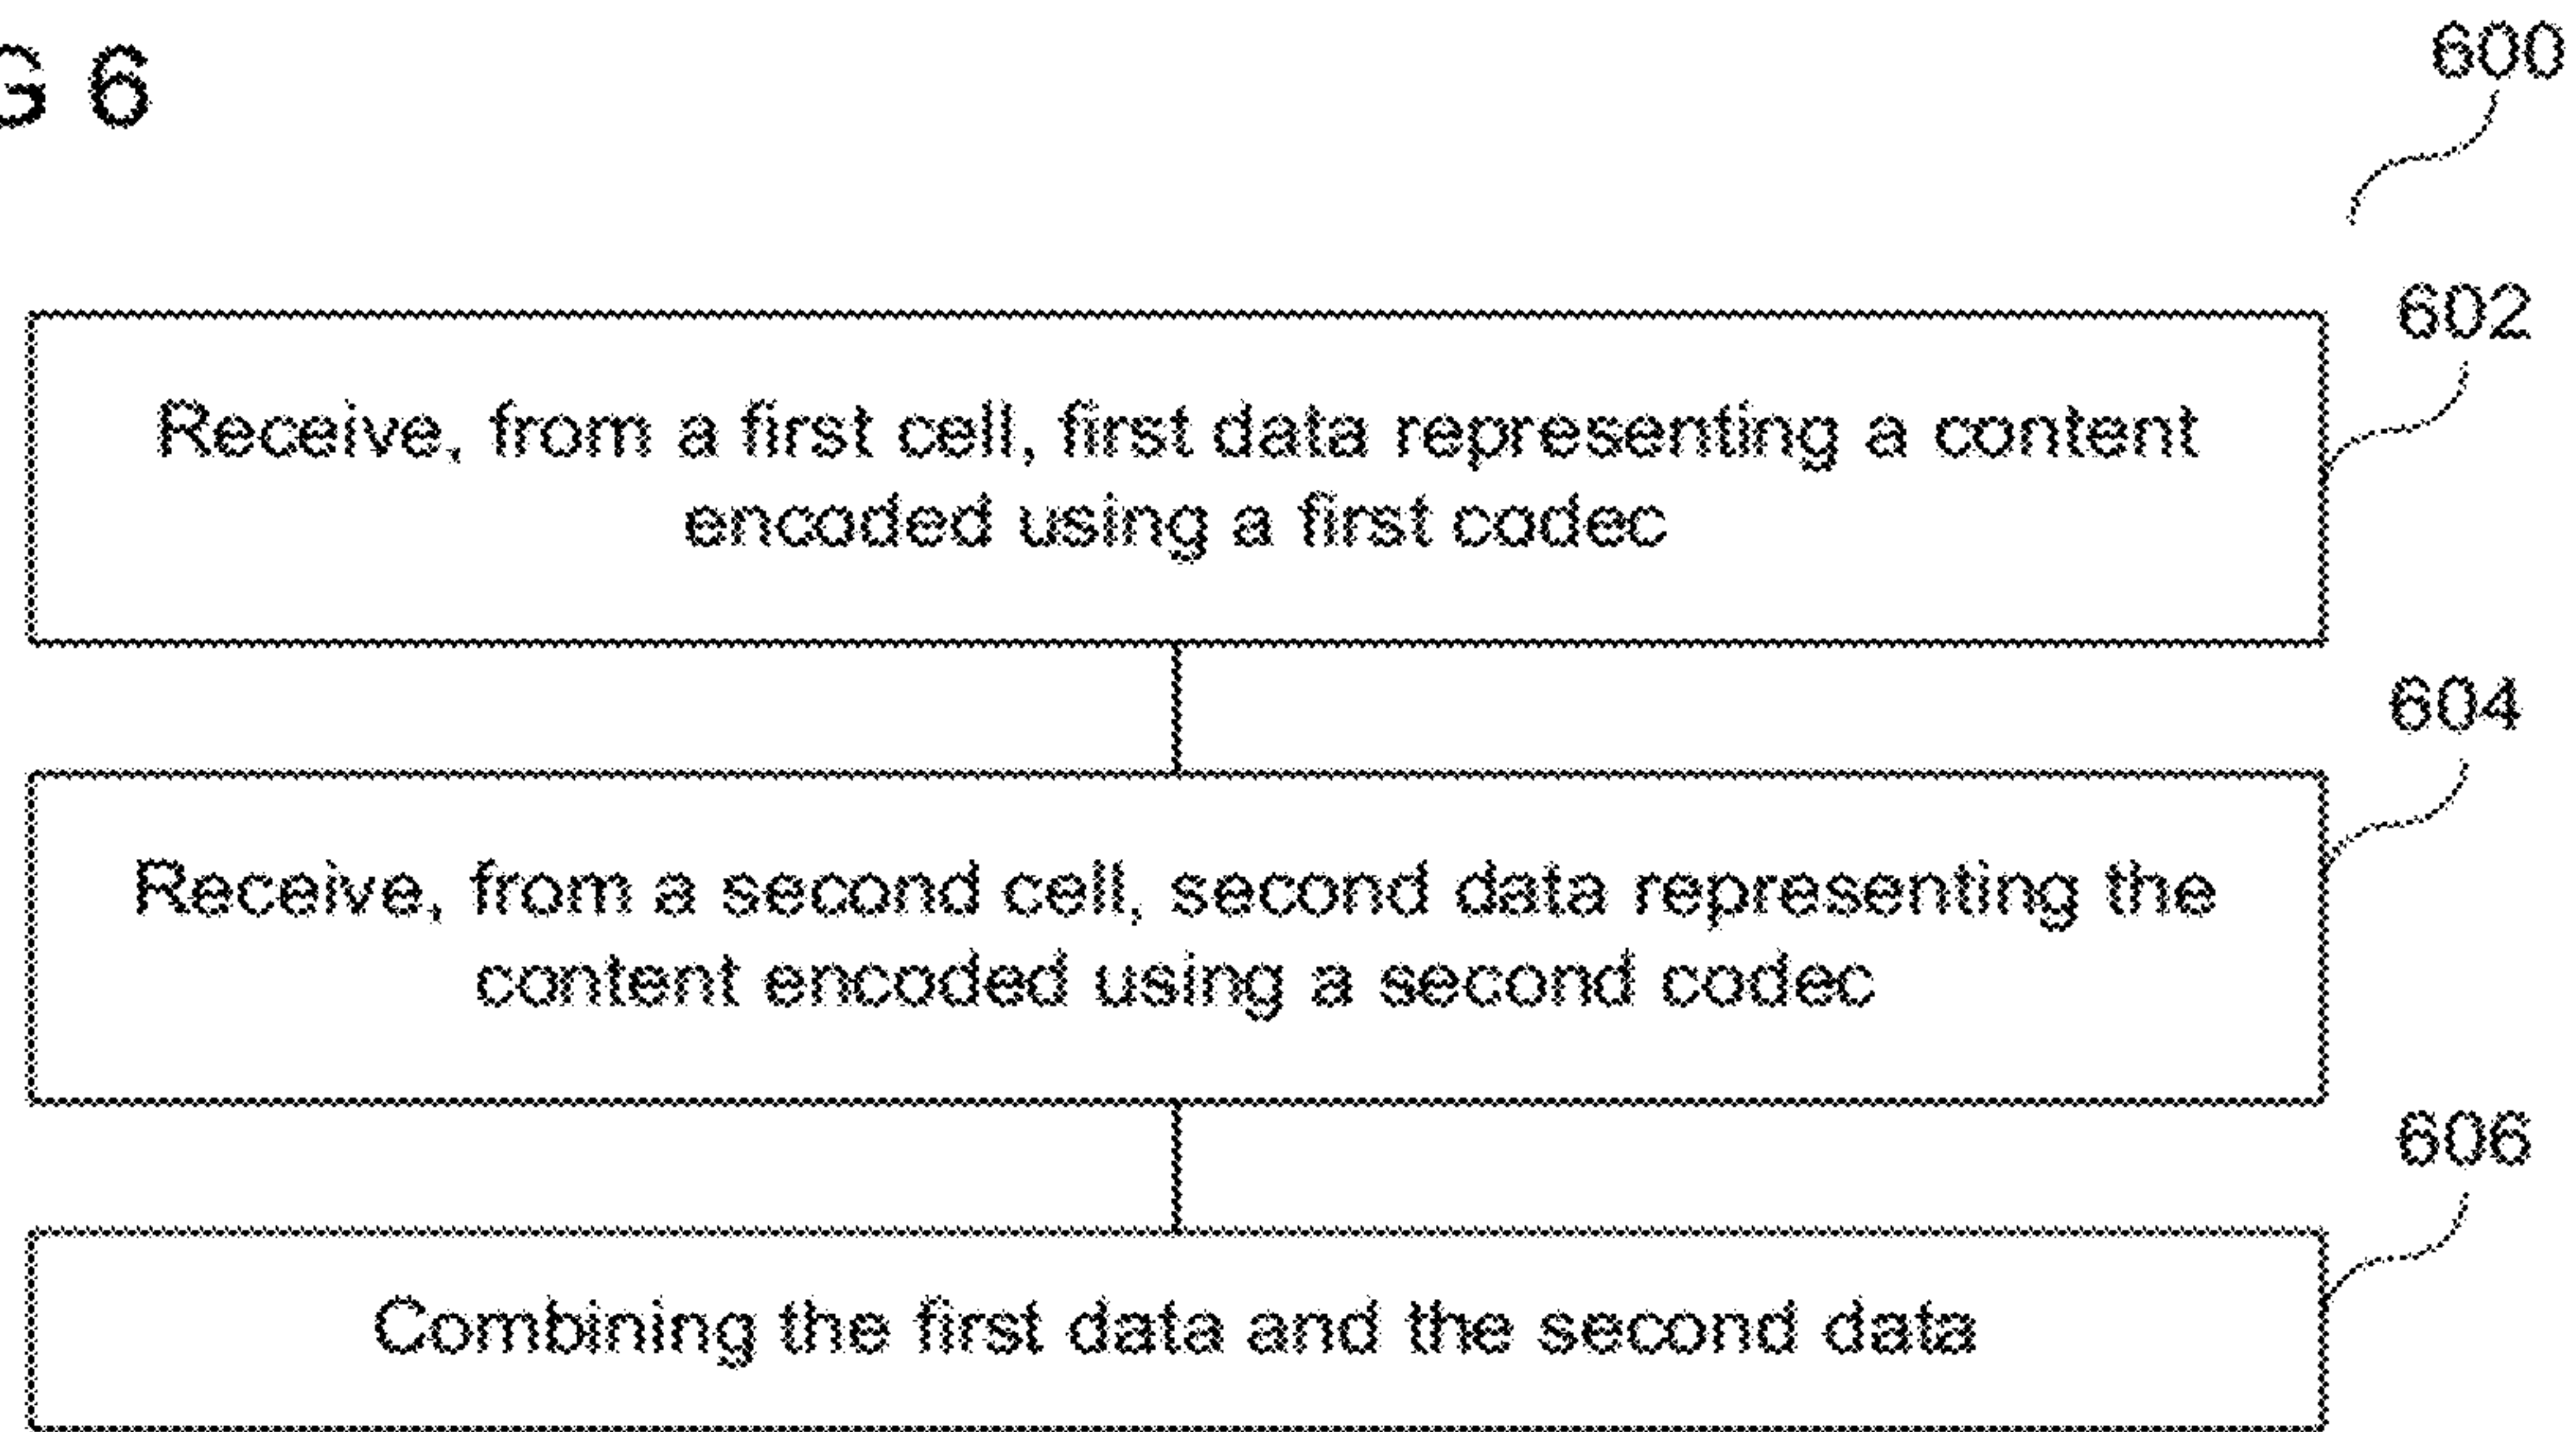 G 6
600
602
Receive, from a first cell, first data representing a content
encoded using a first codec
604
Receive, from a second cell, second data representing the
content encoded using a second codec
606
Combining the first data and the second data